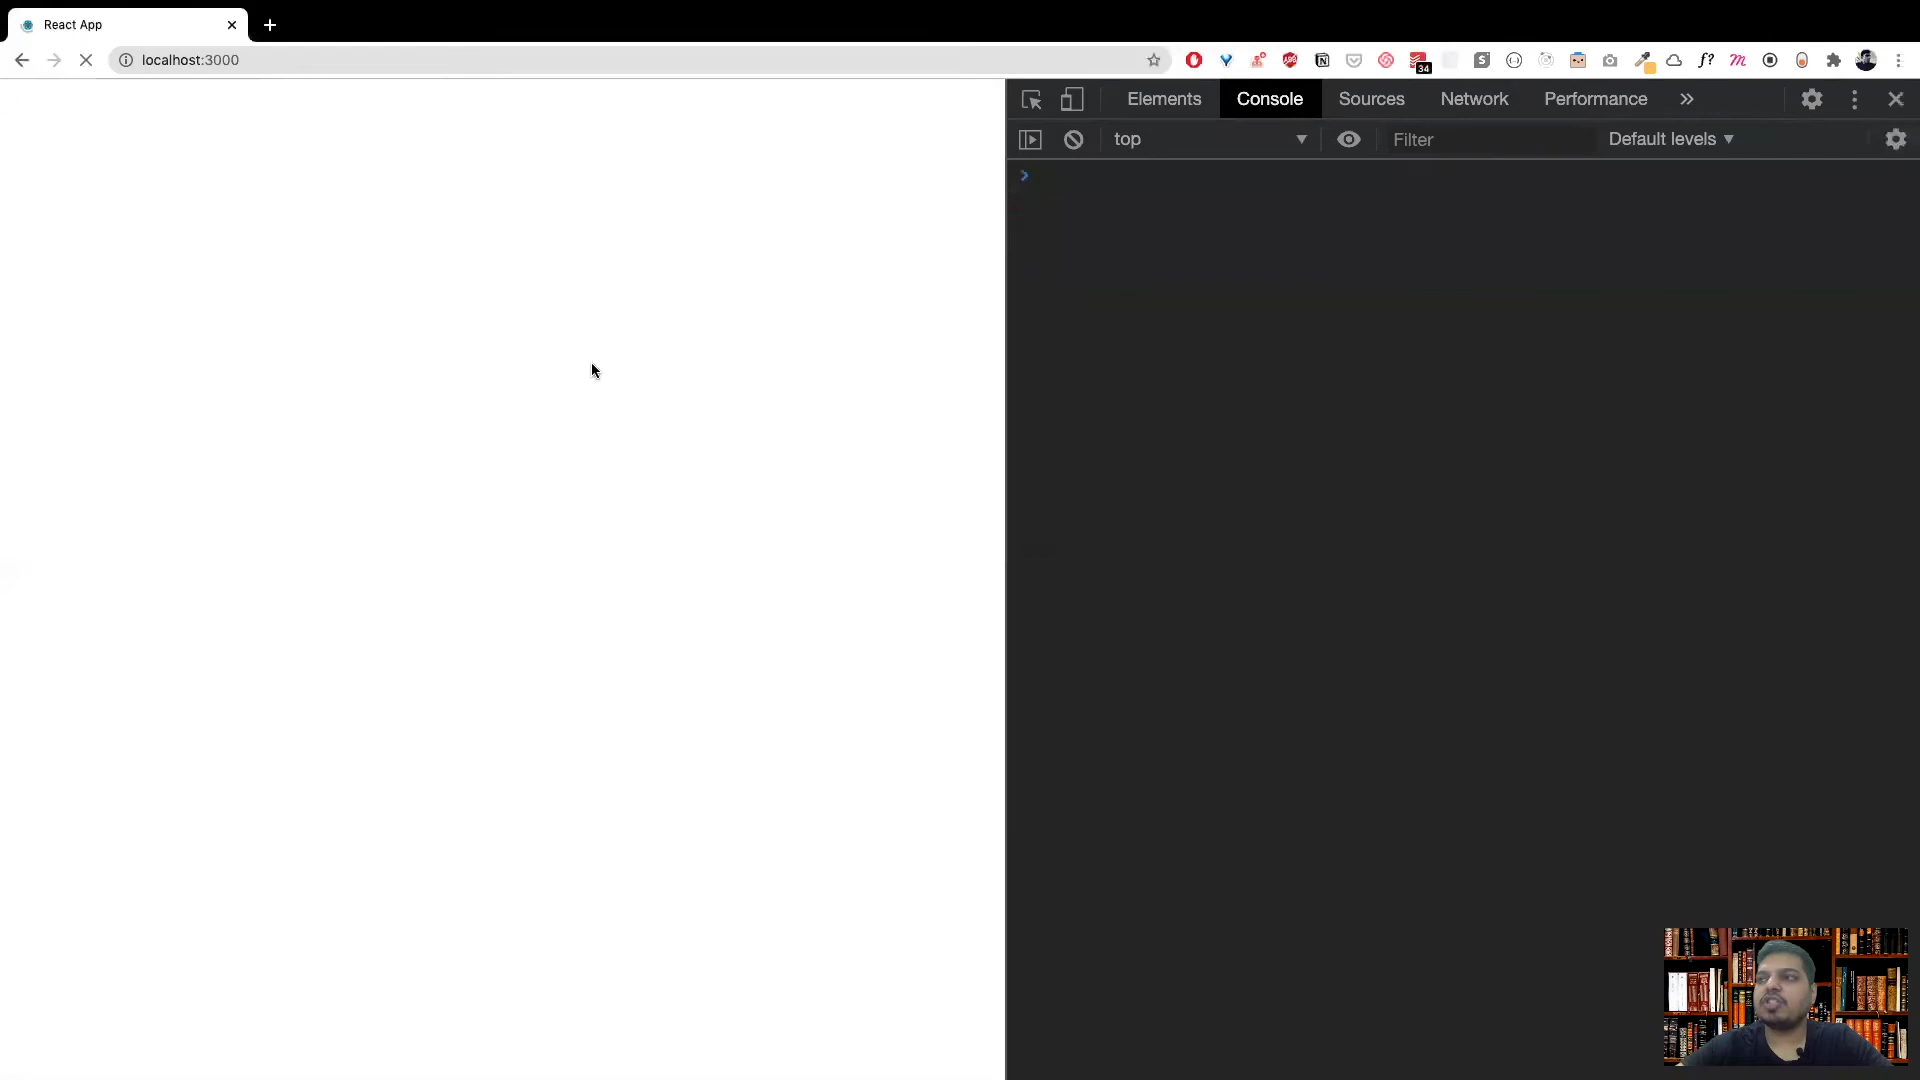 React App
localhost:3000
34
f?
Elements
Console
Sources
Network
Performance
top
Filter
Default levels